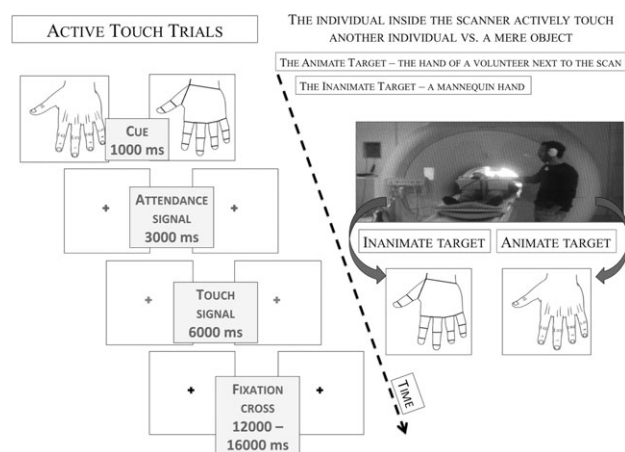 ACTIVE TOUCH TRIALS
CUE
1000 ms
ATTENDANCE
SIGNAL
3000 ms
TOUCH
SIGNAL
6000 ms
FIXATION
CROSS
12000 –
16000 ms
THE INDIVIDUAL INSIDE THE SCANNER ACTIVELY TOUCH
ANOTHER INDIVIDUAL VS. A MERE OBJECT
THE ANIMATE TARGET – THE HAND OF A VOLUNTEER NEXT TO THE SCAN
THE INANIMATE TARGET – A MANNEQUIN HAND
INANIMATE TARGET
ANIMATE TARGET
TIME